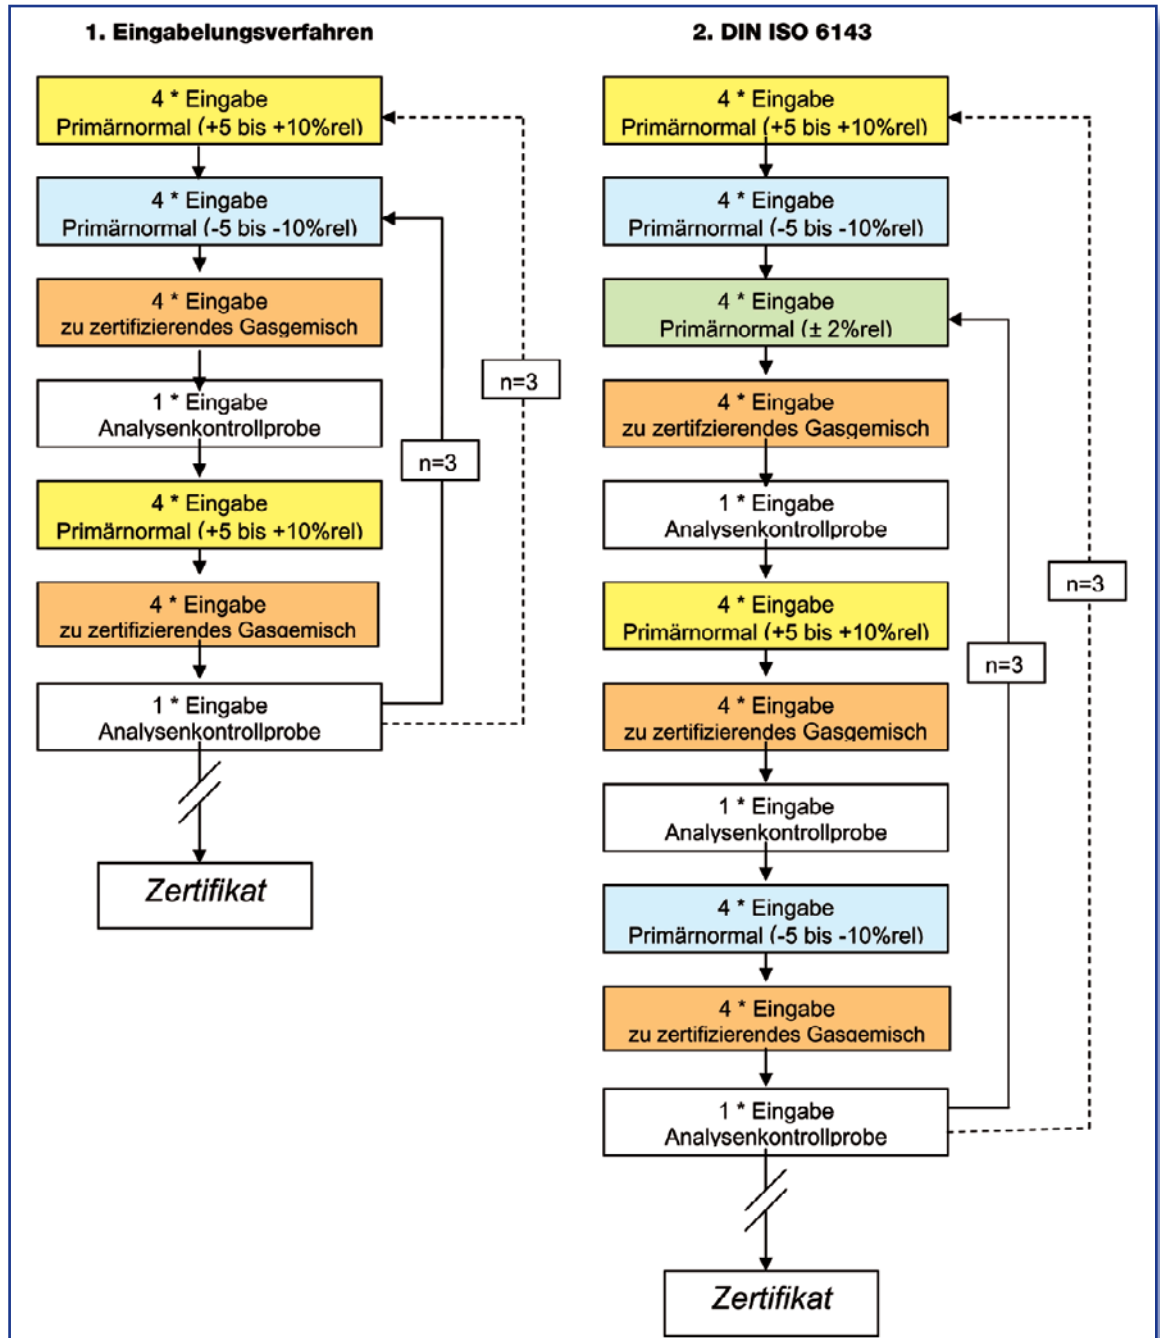 1. Eingabelungsverfahren
4 * Eingabe
Primärnormal (+5 bis +10%rel)
4 * Eingabe
Primärnormal (-5 bis -10%rel)
4 * Eingabe
zu zertifizierendes Gasgemisch
1 * Eingabe
Analysenkontrollprobe
4 * Eingabe
Primärnormal (+5 bis +10%rel)
4 * Eingabe
zu zertifizierendes Gasgemisch
1 * Eingabe
Analysenkontrollprobe
n=3
n=3
Zertifikat
2. DIN ISO 6143
4 * Eingabe
Primärnormal (+5 bis +10%rel)
4 * Eingabe
Primärnormal (-5 bis -10%rel)
4 * Eingabe
Primärnormal (± 2%rel)
4 * Eingabe
zu zertifzierendes Gasgemisch
1 * Eingabe
Analysenkontrollprobe
4 * Eingabe
Primärnormal (+5 bis +10%rel)
4 * Eingabe
zu zertifizierendes Gasgemisch
1 * Eingabe
Analysenkontrollprobe
4 * Eingabe
Primärnormal (-5 bis -10%rel)
4 * Eingabe
zu zertifizierendes Gasgemisch
1 * Eingabe
Analysenkontrollprobe
n=3
n=3
Zertifikat